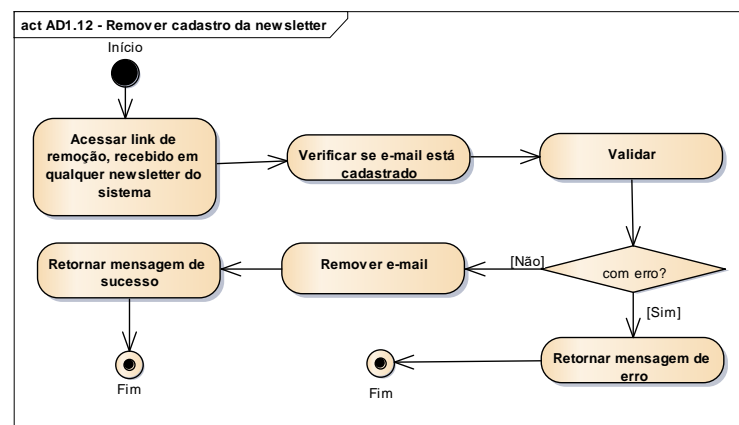 act AD1.12 - Remover cadastro da newsletter
Início
Acessar link de
remoção, recebido em
qualquer newsletter do
sistema
Verificar se e-mail está
cadastrado
Validar
com erro?
[Não]
[Sim]
Remover e-mail
Retornar mensagem de
sucesso
Fim
Retornar mensagem de
erro
Fim